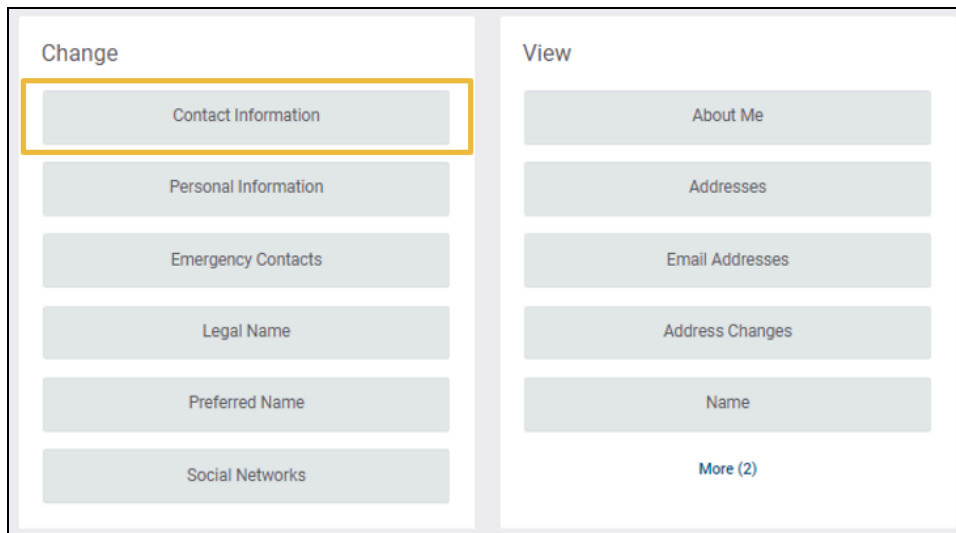 Change
Contact Information
Personal Information
Emergency Contacts
Legal Name
Preferred Name
Social Networks
View
About Me
Addresses
Email Addresses
Address Changes
Name
More (2)